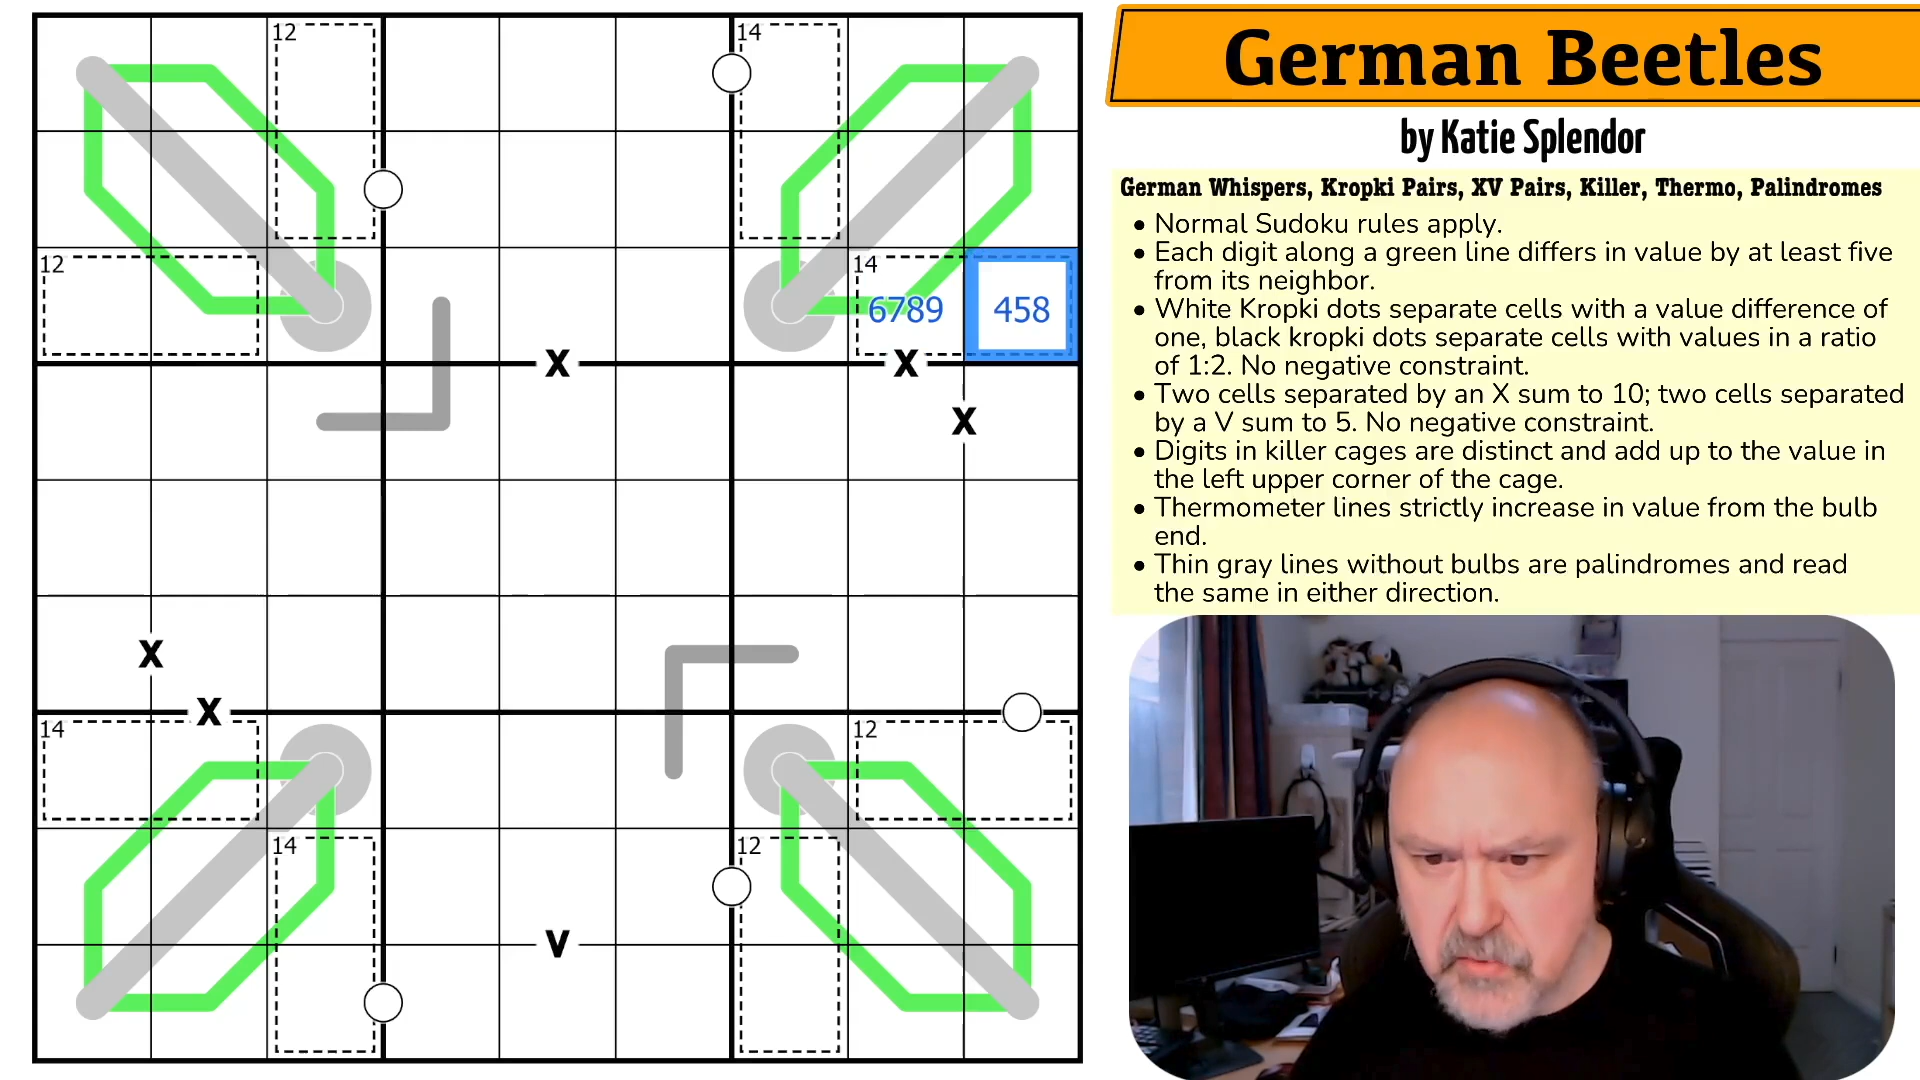 German Beetles
by Katie Splendor
German Whispers, Kropki Pairs, XV Pairs, Killer, Thermo, Palindromes
• Normal Sudoku rules apply.
• Each digit along a green line differs in value by at least five
from its neighbor.
• White Kropki dots separate cells with a value difference of
one, black kropki dots separate cells with values in a ratio
of 1:2. No negative constraint.
• Two cells separated by an X sum to 10; two cells separated
by a V sum to 5. No negative constraint.
• Digits in killer cages are distinct and add up to the value in
the left upper corner of the cage.
• Thermometer lines strictly increase in value from the bulb
end.
• Thin gray lines without bulbs are palindromes and read
the same in either direction.
12 14
12 14
6789 458
X X
X
X
X
14 12
14 12
V